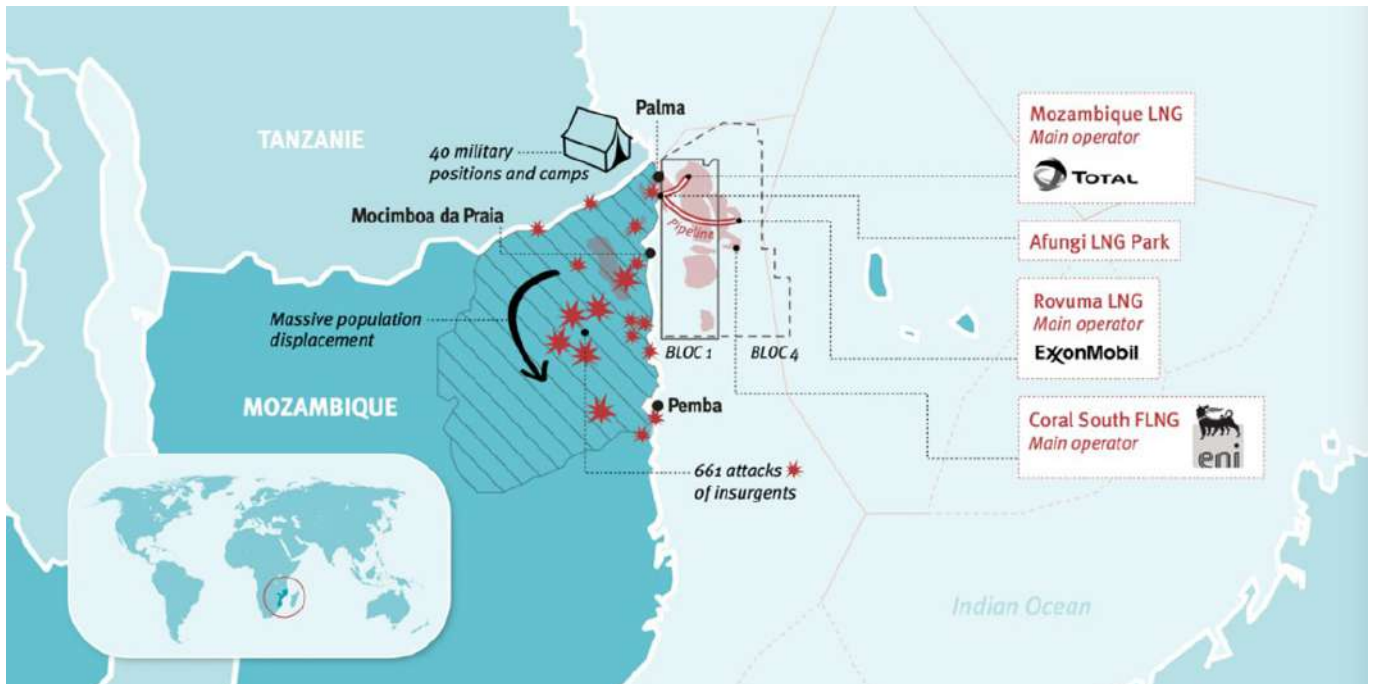 TANZANIE
40 military
positions and camps
Palma
Mocimboa da Praia
Pipeline
Massive population
displacement
BLOC 1
BLOC 4
MOZAMBIQUE
Pemba
661 attacks
of insurgents
Indian Ocean
Mozambique LNG
Main operator
TOTAL
Afungi LNG Park
Rovuma LNG
Main operator
ExxonMobil
Coral South FLNG
Main operator
eni